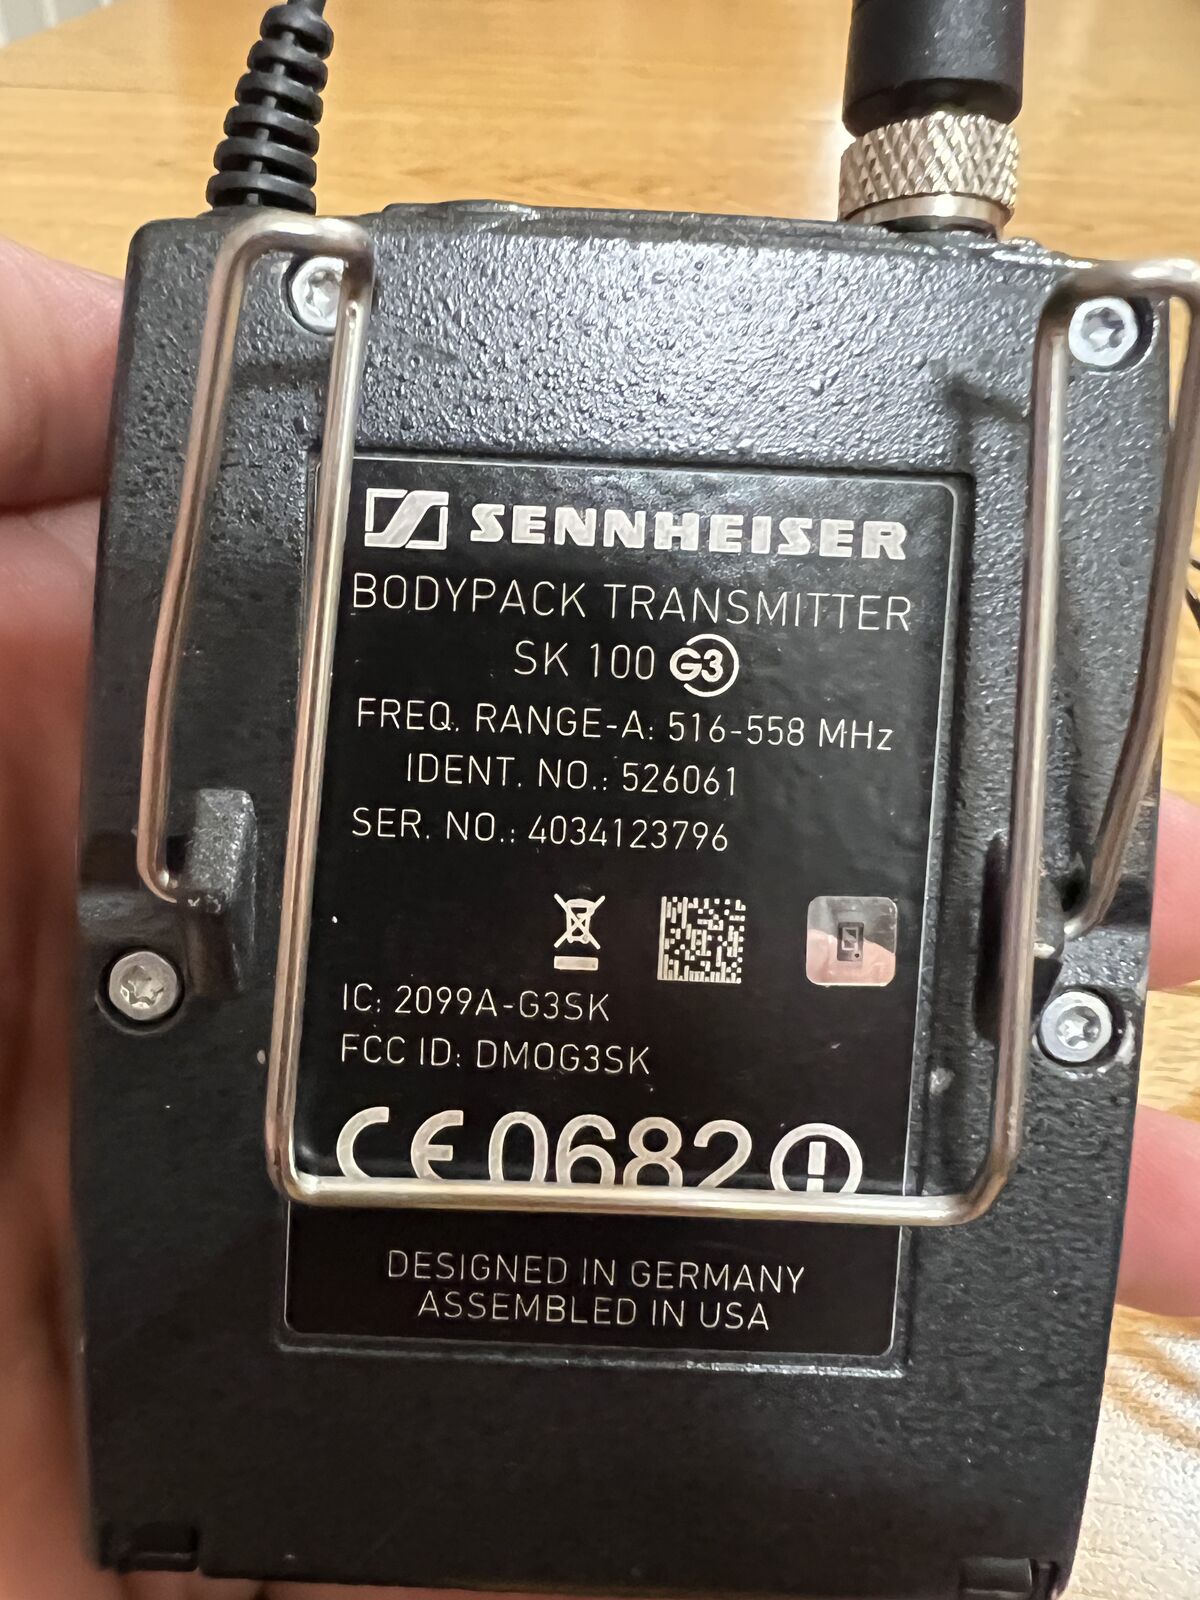 SENNHEISER
BODYPACK TRANSMITTER
SK 100 G3
FREQ. RANGE-A: 516-558 MHz
IDENT. NO.: 526061
SER. NO.: 4034123796
IC: 2099A-G3SK
FCC ID: DMOG3SK
CE 0682
DESIGNED IN GERMANY
ASSEMBLED IN USA